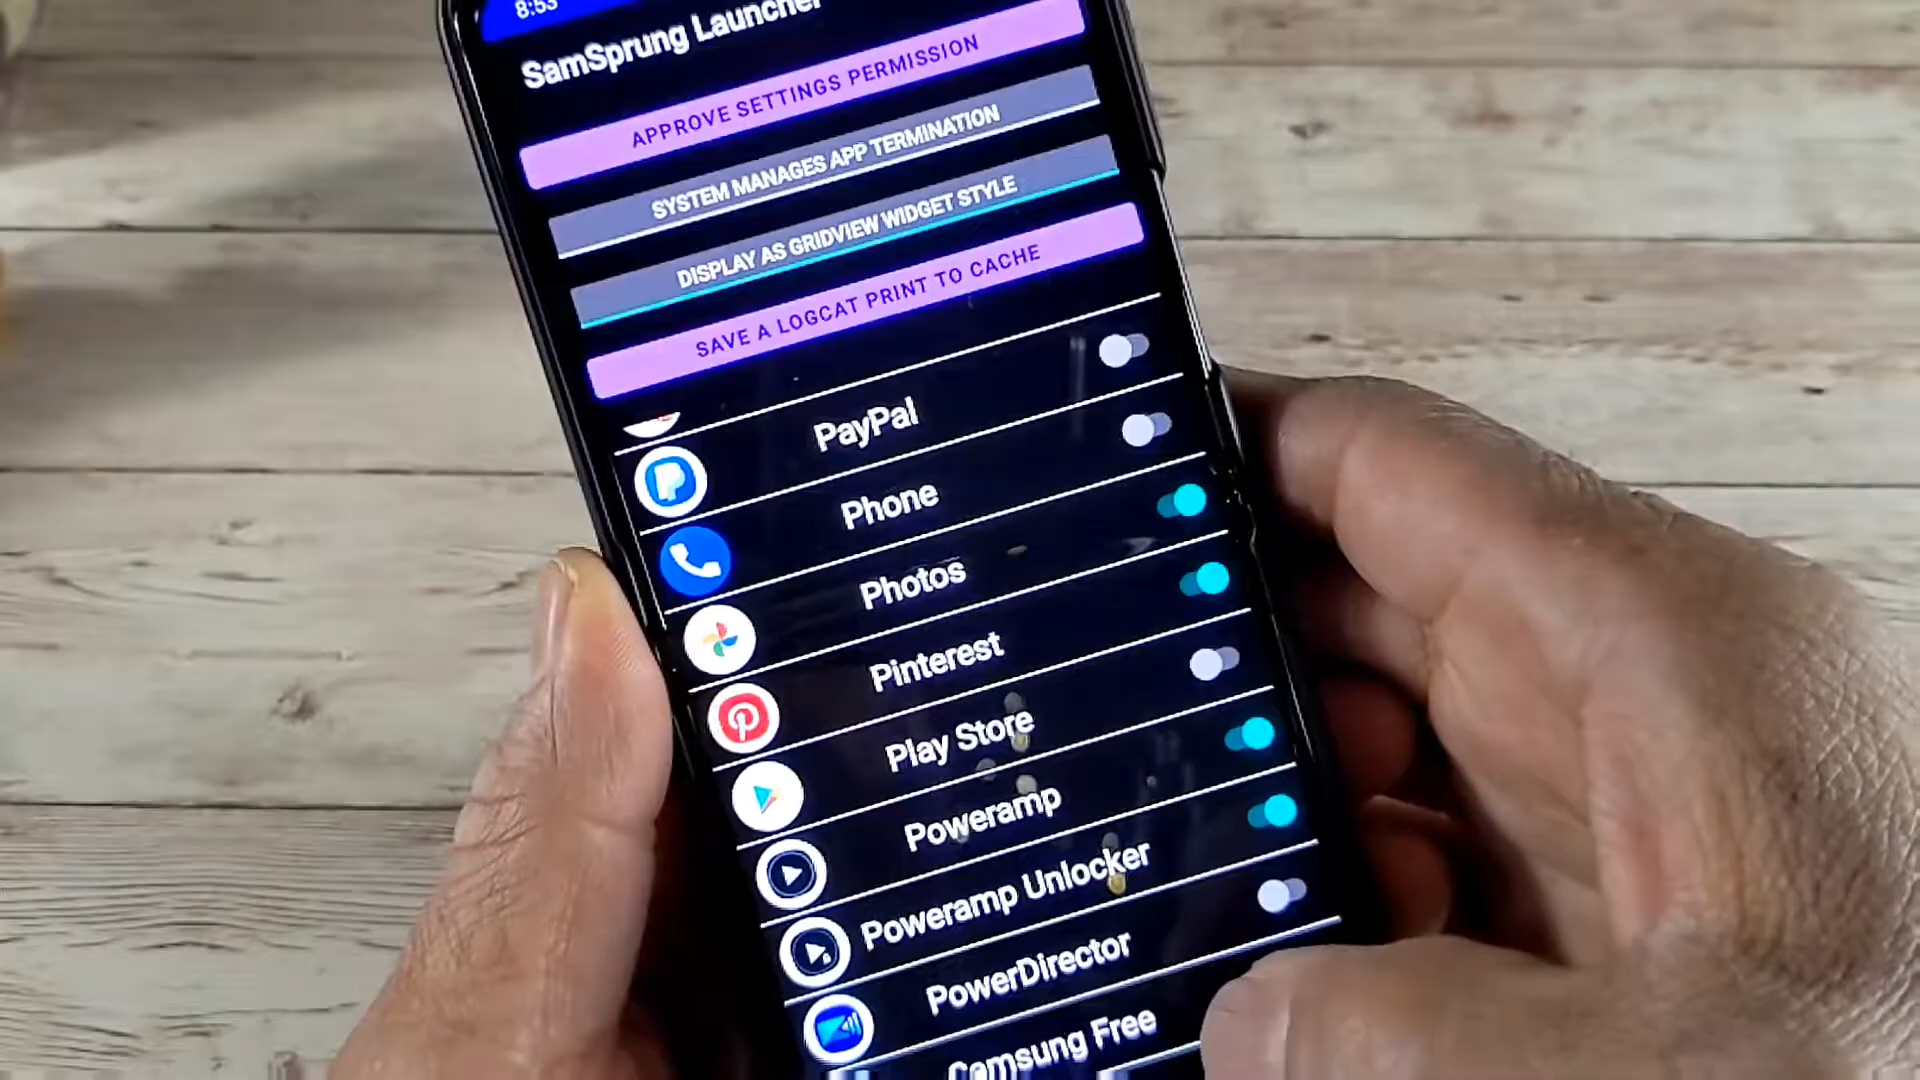 8:53
SamSprung Launcher
APPROVE SETTINGS PERMISSION
SYSTEM MANAGES APP TERMINATION
DISPLAY AS GRIDVIEW WIDGET STYLE
SAVE A LOGCAT PRINT TO CACHE
PayPal
Phone
Photos
Pinterest
Play Store
Poweramp
Poweramp Unlocker
PowerDirector
Samsung Free